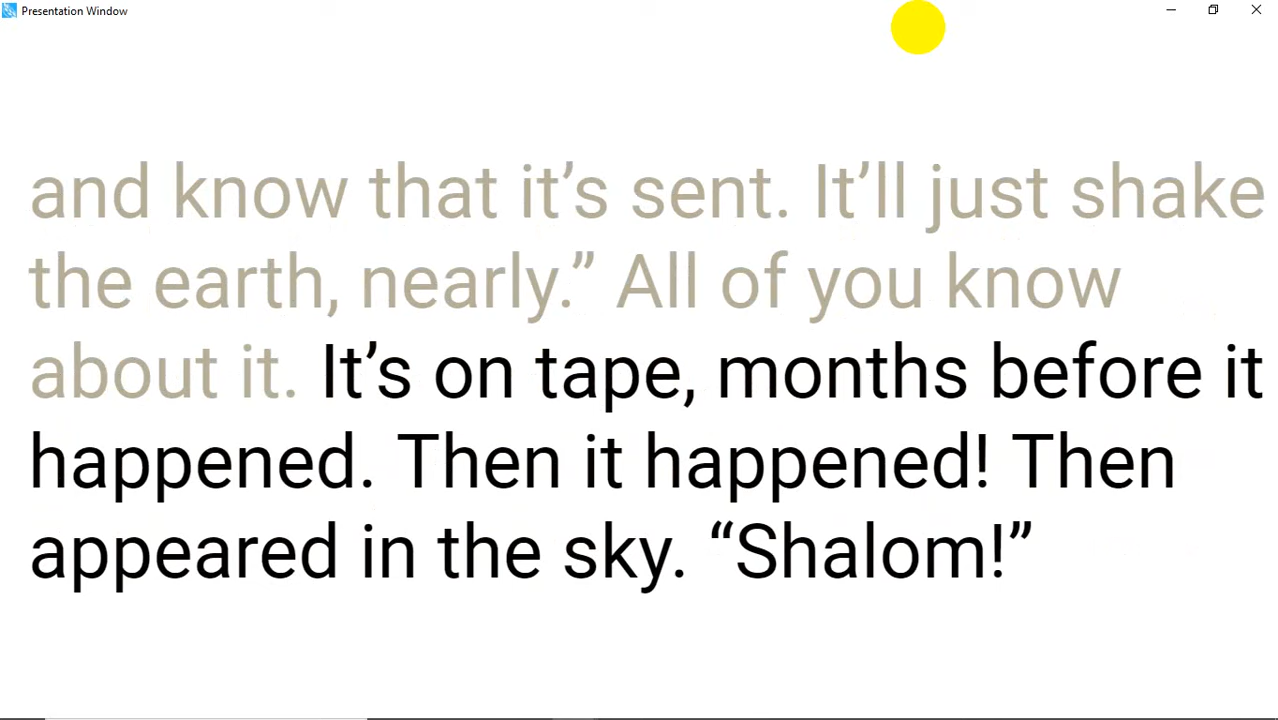 Presentation Window
and know that it’s sent. It’ll just shake
the earth, nearly.” All of you know
about it. It’s on tape, months before it
happened. Then it happened! Then
appeared in the sky. “Shalom!”